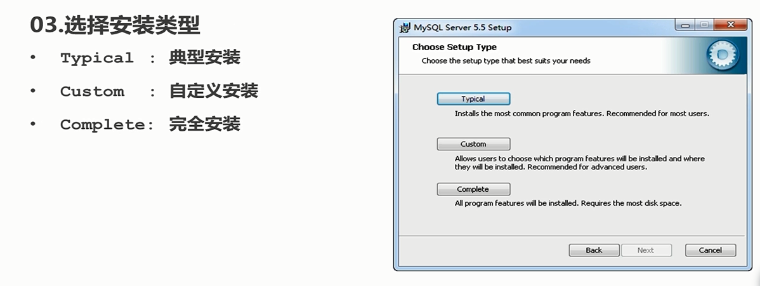 03.选择安装类型
• Typical : 典型安装
• Custom : 自定义安装
• Complete: 完全安装
MySQL Server 5.5 Setup
Choose Setup Type
Choose the setup type that best suits your needs
Typical
Installs the most common program features. Recommended for most users.
Custom
Allows users to choose which program features will be installed and where
they will be installed. Recommended for advanced users.
Complete
All program features will be installed. Requires the most disk space.
Back Next Cancel